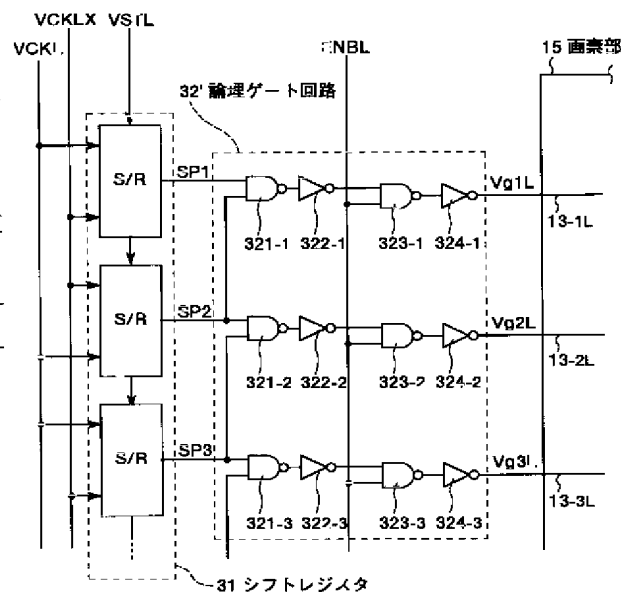 VCKLX VSTL
VCKL
ENBL
15 画素部
32' 論理ゲート回路
S/R
SP1
Vg1L
321-1
322-1
323-1
324-1
13-1L
S/R
SP2
Vg2L
321-2
322-2
323-2
324-2
13-2L
S/R
SP3
Vg3L
321-3
322-3
323-3
324-3
13-3L
31 シフトレジスタ